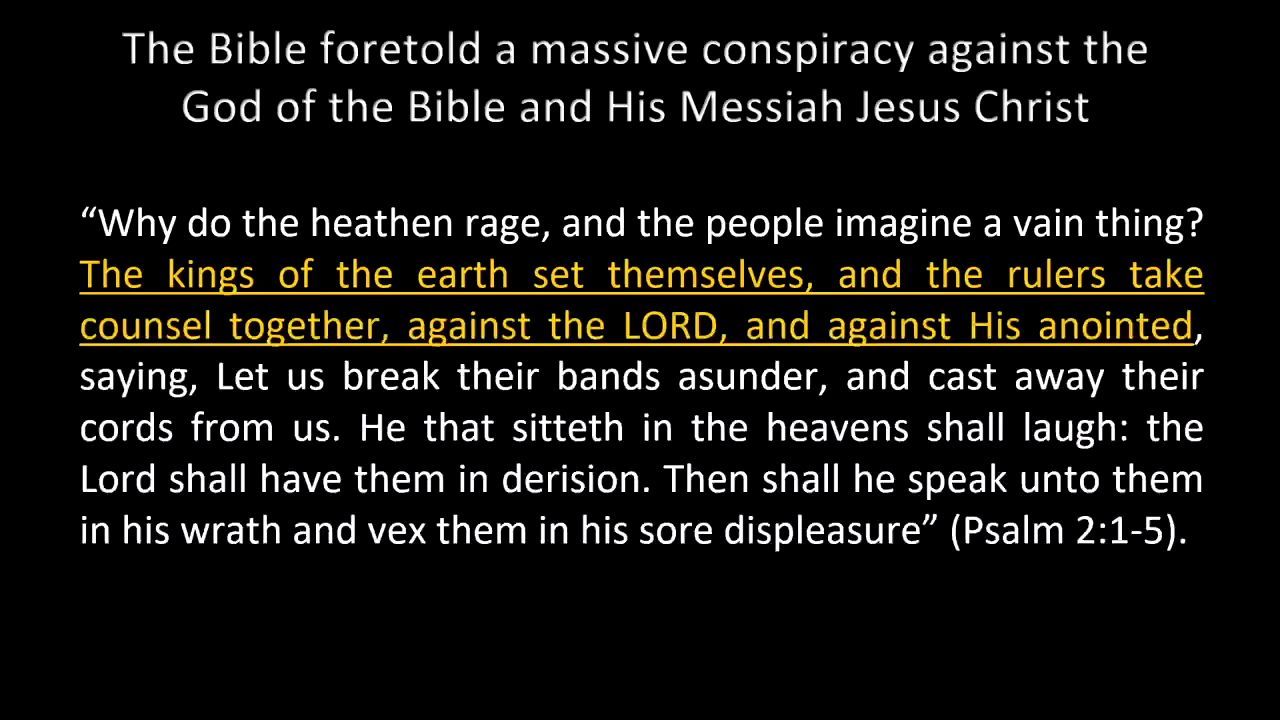 The Bible foretold a massive conspiracy against the
God of the Bible and His Messiah Jesus Christ
“Why do the heathen rage, and the people imagine a vain thing?
The kings of the earth set themselves, and the rulers take
counsel together, against the LORD, and against His anointed,
saying, Let us break their bands asunder, and cast away their
cords from us. He that sitteth in the heavens shall laugh: the
Lord shall have them in derision. Then shall he speak unto them
in his wrath and vex them in his sore displeasure” (Psalm 2:1-5).